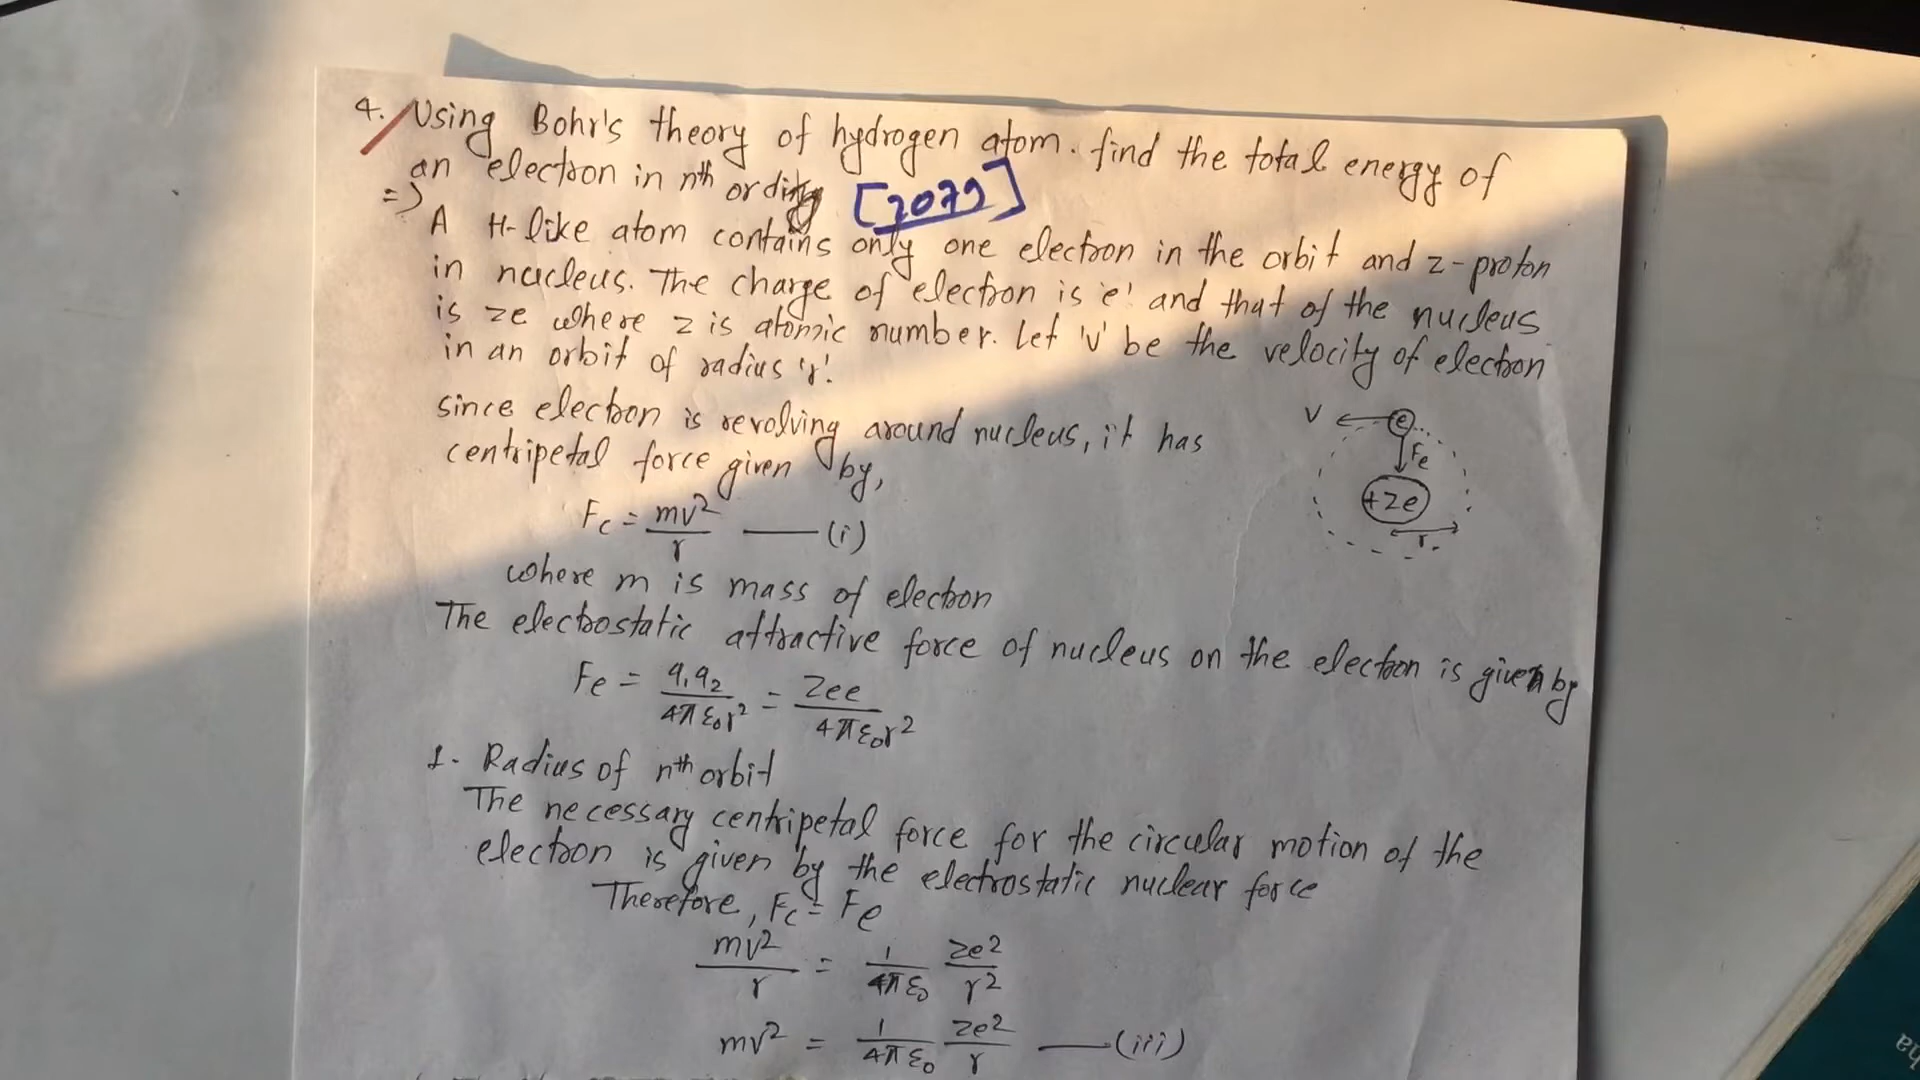 4. Using Bohr's theory of hydrogen atom. find the total energy of
an electron in nth
[2079]
=>
A H-like atom contains only one electron in the orbit and z-proton
in nucleus. The charge of electron is 'e' and that of the nucleus
is ze where z is atomic number. Let 'v' be the velocity of electron
in an orbit of radius 'r'.
since electron is revolving around nucleus, it has
centripetal force given by,
V e
Fe
+ze
r.
Fc = mv²/r —— (i)
where m is mass of electron
The electrostatic attractive force of nucleus on the electron is given by
Fe = q1q2/4πε0r² = Zee/4πε0r²
1. Radius of nth orbit
The necessary centripetal force for the circular motion of the
electron is given by the electrostatic nuclear force
Therefore, Fc = Fe
mv²/r = 1/4πε0 ze²/r²
mv² = 1/4πε0 ze²/r —— (iii)
ha